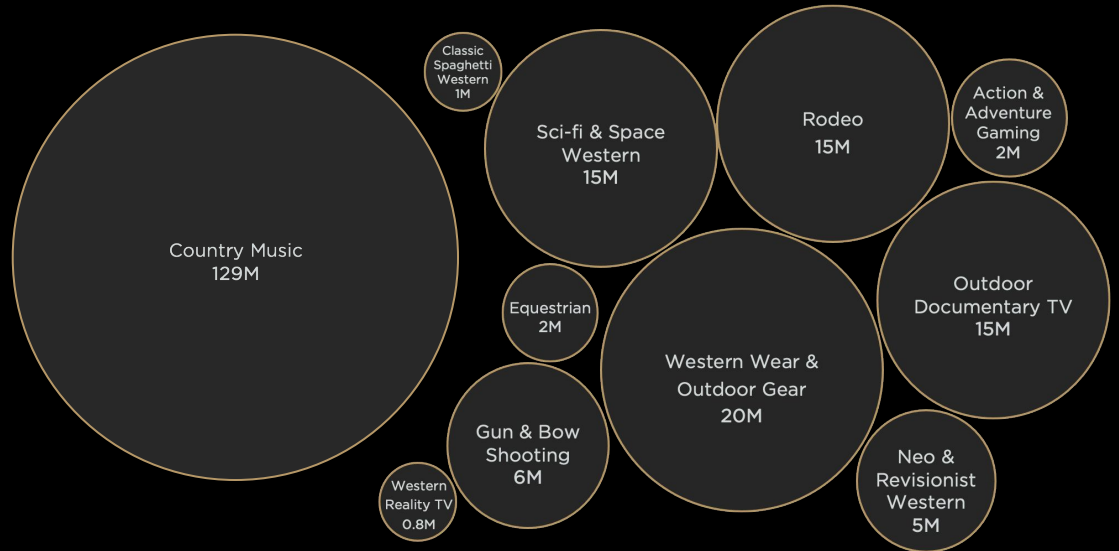 Country Music
129M
Classic
Spaghetti
Western
1M
Sci-fi & Space
Western
15M
Rodeo
15M
Action &
Adventure
Gaming
2M
Equestrian
2M
Western Wear &
Outdoor Gear
20M
Outdoor
Documentary TV
15M
Gun & Bow
Shooting
6M
Western
Reality TV
0.8M
Neo &
Revisionist
Western
5M